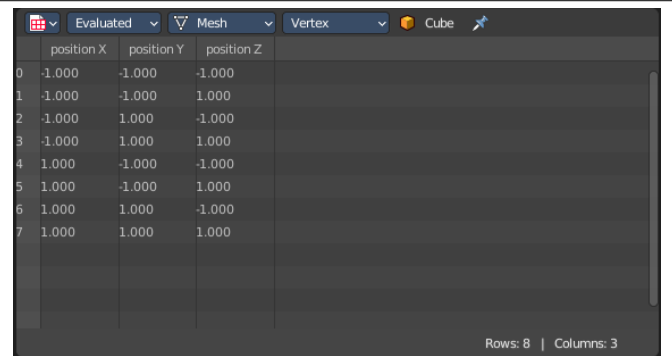 Evaluated Mesh Vertex Cube
position X position Y position Z
0 -1.000 -1.000 -1.000
1 -1.000 -1.000 1.000
2 -1.000 1.000 -1.000
3 -1.000 1.000 1.000
4 1.000 -1.000 -1.000
5 1.000 -1.000 1.000
6 1.000 1.000 -1.000
7 1.000 1.000 1.000
Rows: 8 | Columns: 3